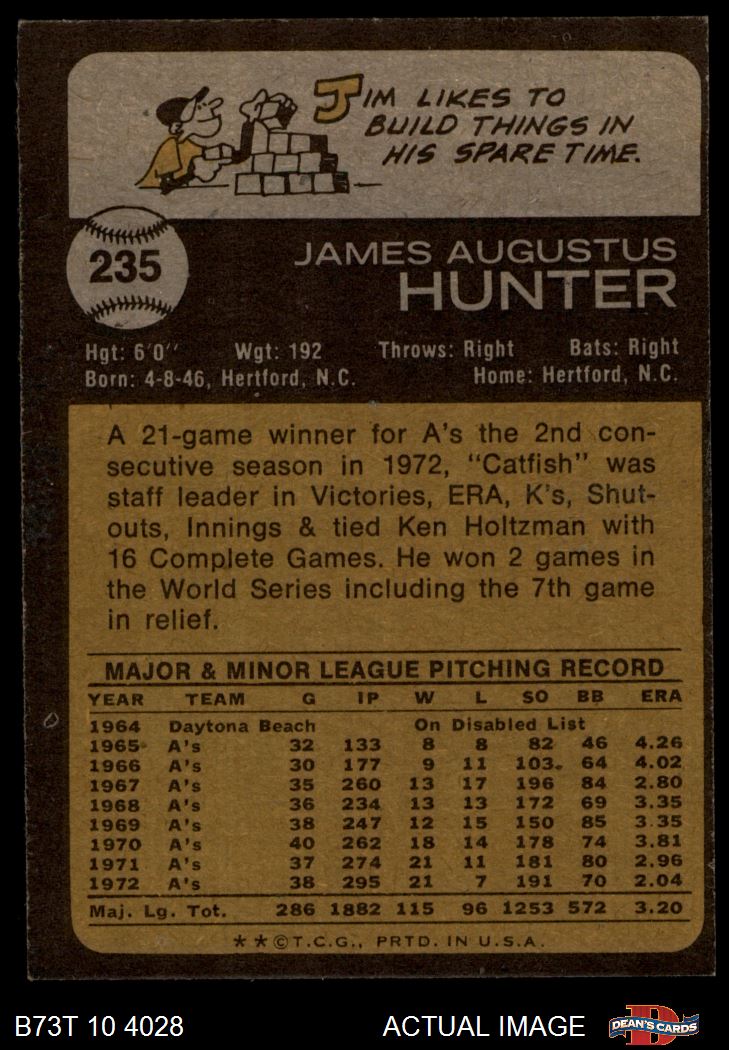 JIM LIKES TO
BUILD THINGS IN
HIS SPARE TIME.
235
JAMES AUGUSTUS
HUNTER
Hgt: 6'0" Wgt: 192 Throws: Right Bats: Right
Born: 4-8-46, Hertford, N.C. Home: Hertford, N.C.
A 21-game winner for A's the 2nd con-
secutive season in 1972, "Catfish" was
staff leader in Victories, ERA, K's, Shut-
outs, Innings & tied Ken Holtzman with
16 Complete Games. He won 2 games in
the World Series including the 7th game
in relief.
MAJOR & MINOR LEAGUE PITCHING RECORD
YEAR TEAM G IP W L SO BB ERA
1964 Daytona Beach On Disabled List
1965 A's 32 133 8 8 82 46 4.26
1966 A's 30 177 9 11 103 64 4.02
1967 A's 35 260 13 17 196 84 2.80
1968 A's 36 234 13 13 172 69 3.35
1969 A's 38 247 12 15 150 85 3.35
1970 A's 40 262 18 14 178 74 3.81
1971 A's 37 274 21 11 181 80 2.96
1972 A's 38 295 21 7 191 70 2.04
Maj. Lg. Tot. 286 1882 115 96 1253 572 3.20
**©T.C.G., PRTD. IN U.S.A.
B73T 10 4028 ACTUAL IMAGE DEAN'S CARDS